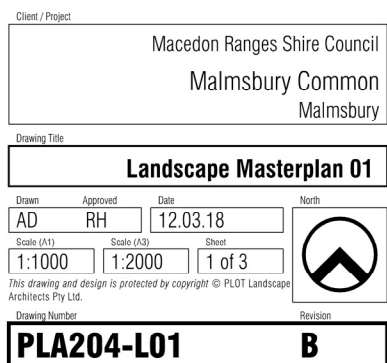 Client / Project
Macedon Ranges Shire Council
Malmsbury Common
Malmsbury
Drawing Title
Landscape Masterplan 01
Drawn Approved Date North
AD RH 12.03.18
Scale (A1) Scale (A3) Sheet
1:1000 1:2000 1 of 3
This drawing and design is protected by copyright © PLOT Landscape
Architects Pty Ltd.
Drawing Number Revision
PLA204-L01 B